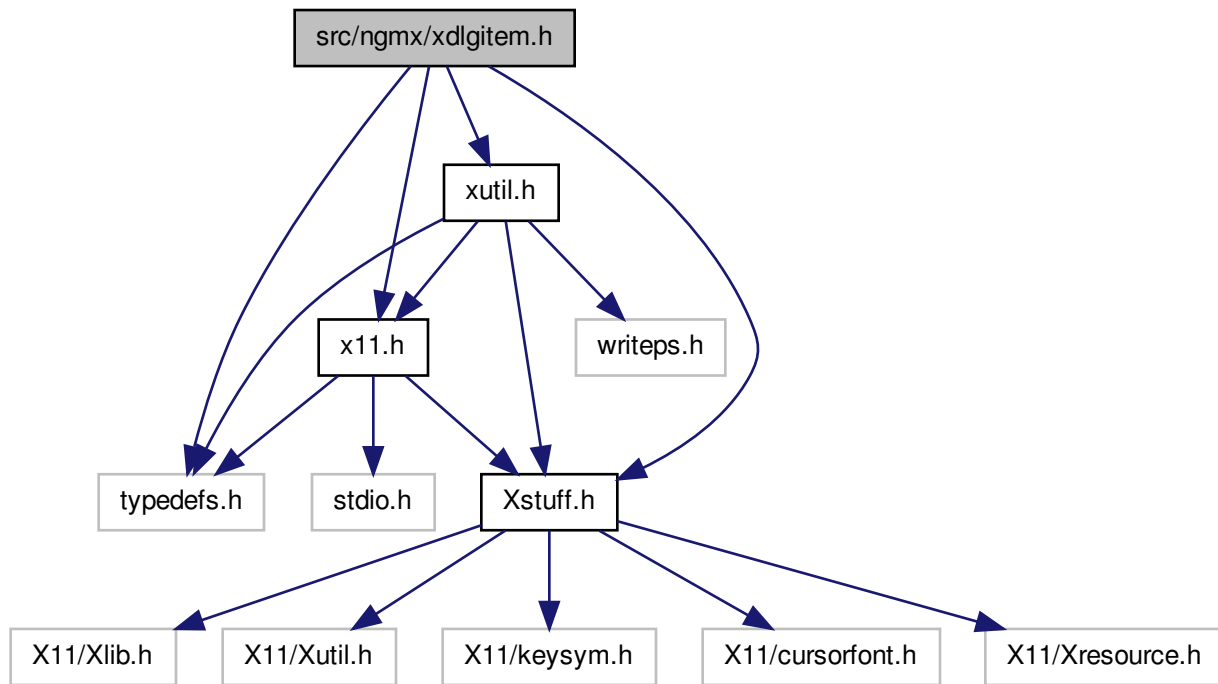 src/ngmx/xdlgitem.h
xutil.h
x11.h
writeps.h
typedefs.h
stdio.h
Xstuff.h
X11/Xlib.h
X11/Xutil.h
X11/keysym.h
X11/cursorfont.h
X11/Xresource.h